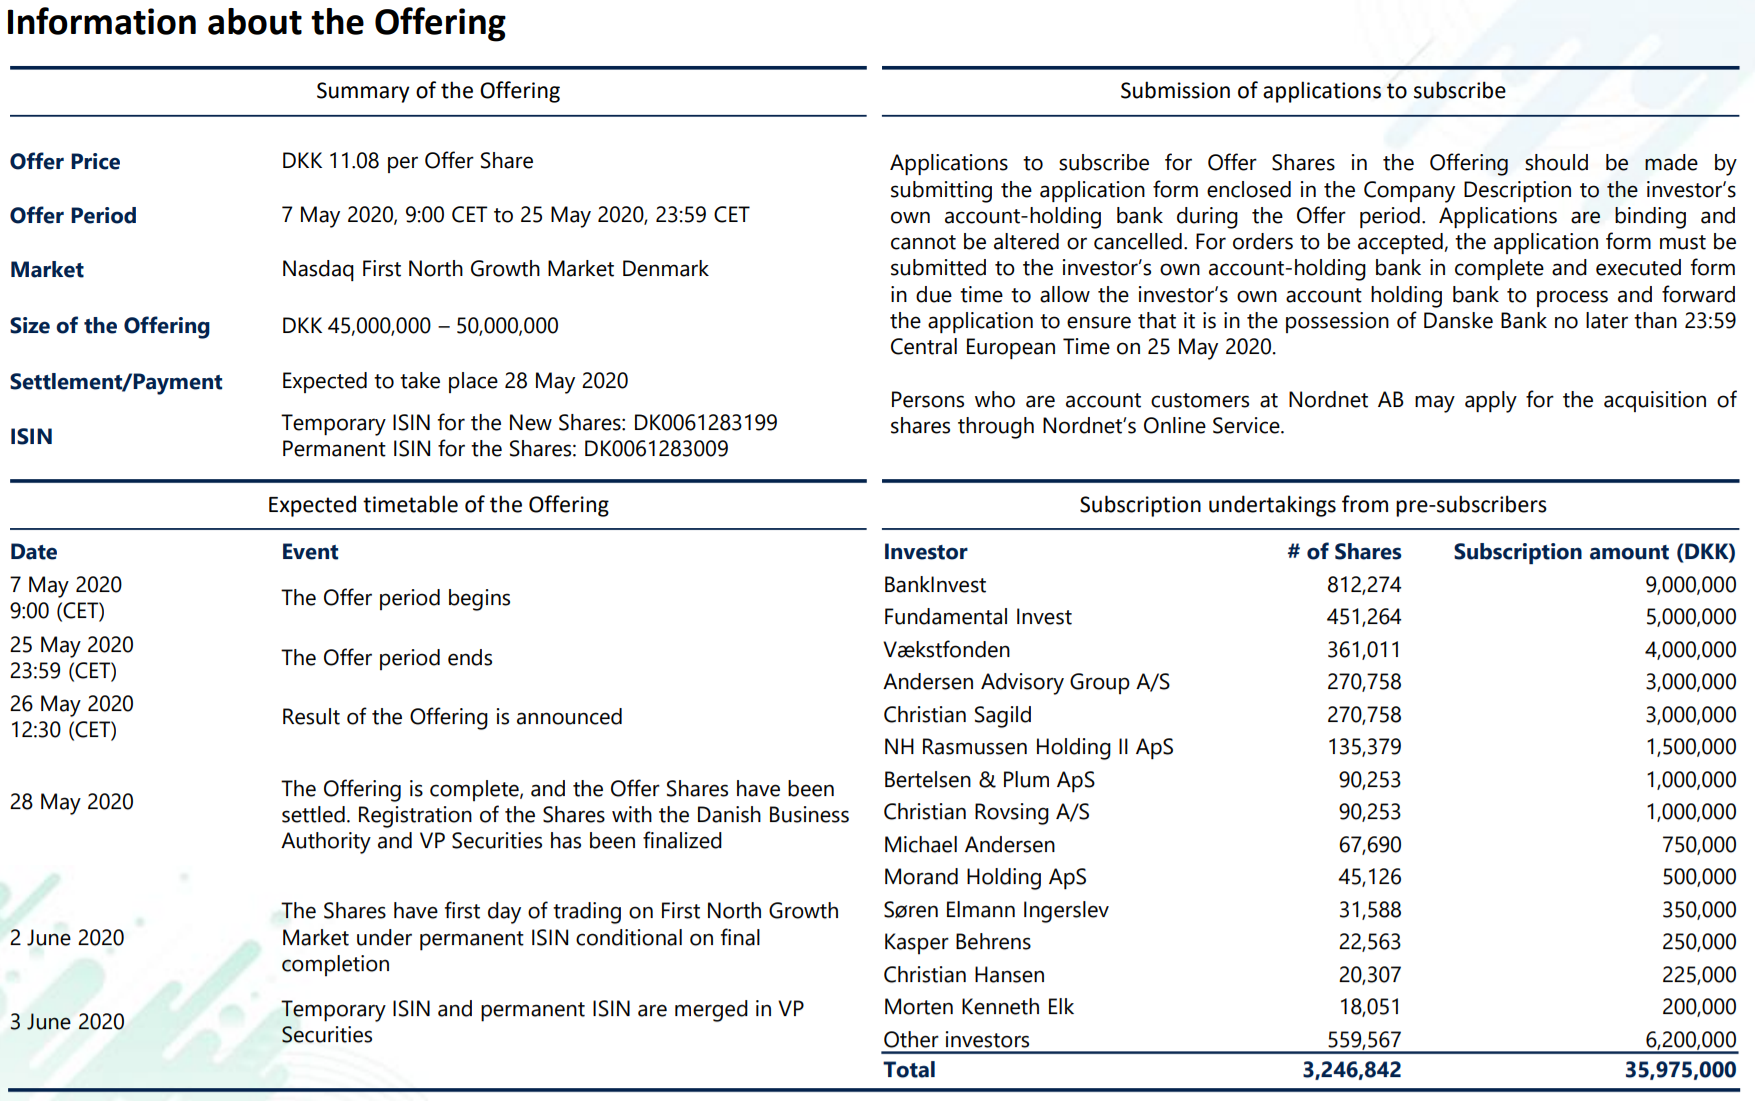 Information about the Offering
Summary of the Offering
Offer Price DKK 11.08 per Offer Share
Offer Period 7 May 2020, 9:00 CET to 25 May 2020, 23:59 CET
Market Nasdaq First North Growth Market Denmark
Size of the Offering DKK 45,000,000 – 50,000,000
Settlement/Payment Expected to take place 28 May 2020
ISIN
Temporary ISIN for the New Shares: DK0061283199
Permanent ISIN for the Shares: DK0061283009
Submission of applications to subscribe
Applications to subscribe for Offer Shares in the Offering should be made by
submitting the application form enclosed in the Company Description to the investor's
own account-holding bank during the Offer period. Applications are binding and
cannot be altered or cancelled. For orders to be accepted, the application form must be
submitted to the investor's own account-holding bank in complete and executed form
in due time to allow the investor's own account holding bank to process and forward
the application to ensure that it is in the possession of Danske Bank no later than 23:59
Central European Time on 25 May 2020.
Persons who are account customers at Nordnet AB may apply for the acquisition of
shares through Nordnet's Online Service.
Expected timetable of the Offering
Date Event
7 May 2020
9:00 (CET)
The Offer period begins
25 May 2020
23:59 (CET)
The Offer period ends
26 May 2020
12:30 (CET)
Result of the Offering is announced
28 May 2020
The Offering is complete, and the Offer Shares have been
settled. Registration of the Shares with the Danish Business
Authority and VP Securities has been finalized
2 June 2020
The Shares have first day of trading on First North Growth
Market under permanent ISIN conditional on final
completion
3 June 2020
Temporary ISIN and permanent ISIN are merged in VP
Securities
Subscription undertakings from pre-subscribers
Investor # of Shares Subscription amount (DKK)
BankInvest 812,274 9,000,000
Fundamental Invest 451,264 5,000,000
Vækstfonden 361,011 4,000,000
Andersen Advisory Group A/S 270,758 3,000,000
Christian Sagild 270,758 3,000,000
NH Rasmussen Holding II ApS 135,379 1,500,000
Bertelsen & Plum ApS 90,253 1,000,000
Christian Rovsing A/S 90,253 1,000,000
Michael Andersen 67,690 750,000
Morand Holding ApS 45,126 500,000
Søren Elmann Ingerslev 31,588 350,000
Kasper Behrens 22,563 250,000
Christian Hansen 20,307 225,000
Morten Kenneth Elk 18,051 200,000
Other investors 559,567 6,200,000
Total 3,246,842 35,975,000